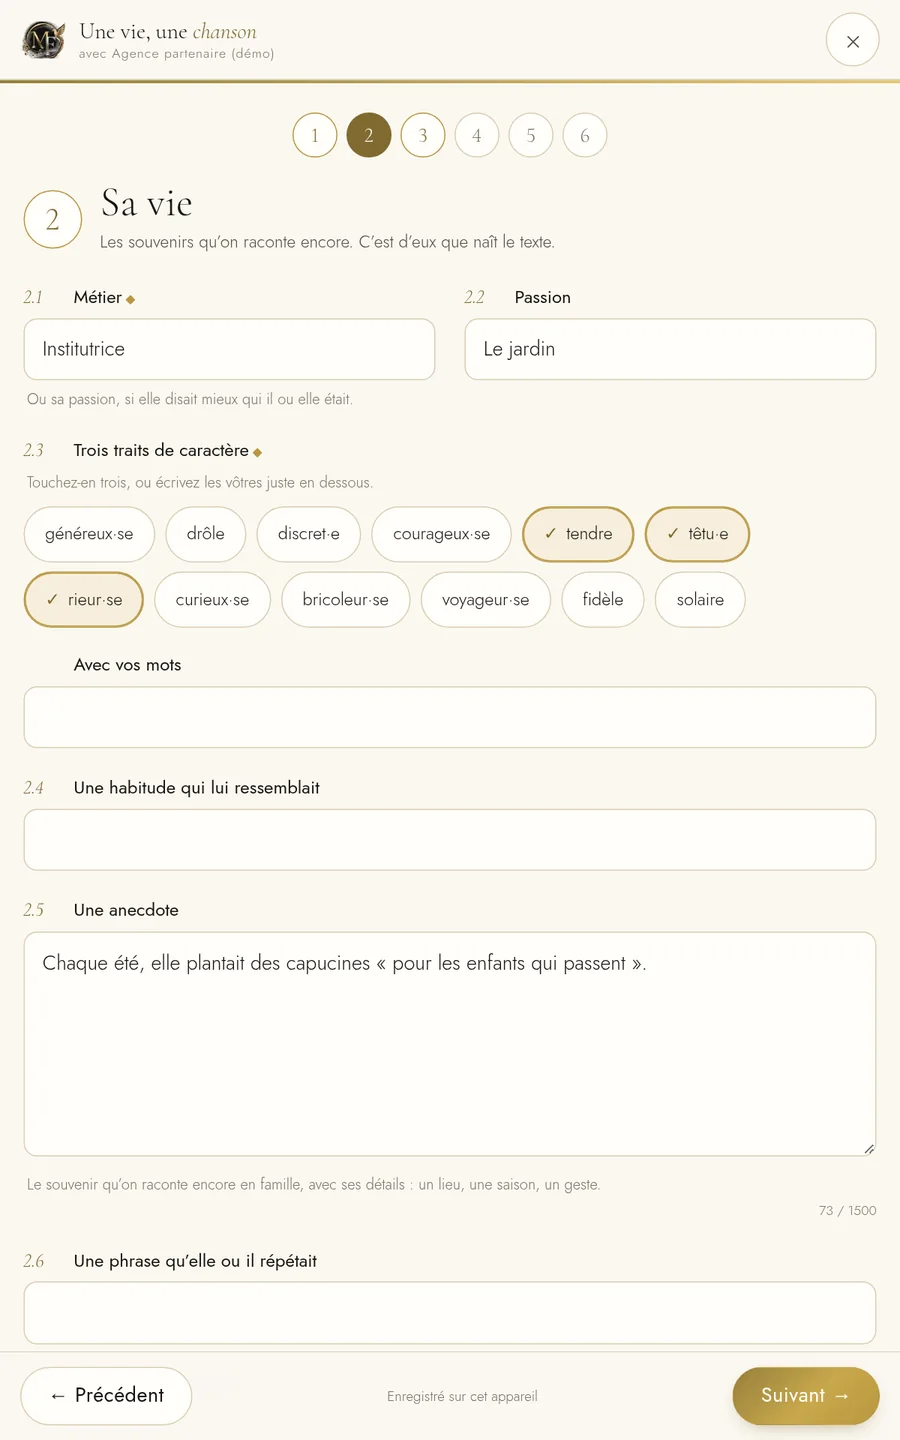 Une vie, une chanson
avec Agence partenaire (démo)
1 2 3 4 5 6
2 Sa vie
Les souvenirs qu’on raconte encore. C’est d’eux que naît le texte.
2.1 Métier
Institutrice
Ou sa passion, si elle disait mieux qui il ou elle était.
2.2 Passion
Le jardin
2.3 Trois traits de caractère
Touchez-en trois, ou écrivez les vôtres juste en dessous.
généreux·se drôle discret·e courageux·se ✓ tendre ✓ têtu·e
✓ rieur·se curieux·se bricoleur·se voyageur·se fidèle solaire
Avec vos mots
2.4 Une habitude qui lui ressemblait
2.5 Une anecdote
Chaque été, elle plantait des capucines « pour les enfants qui passent ».
Le souvenir qu’on raconte encore en famille, avec ses détails : un lieu, une saison, un geste.
73 / 1500
2.6 Une phrase qu’elle ou il répétait
← Précédent
Enregistré sur cet appareil
Suivant →